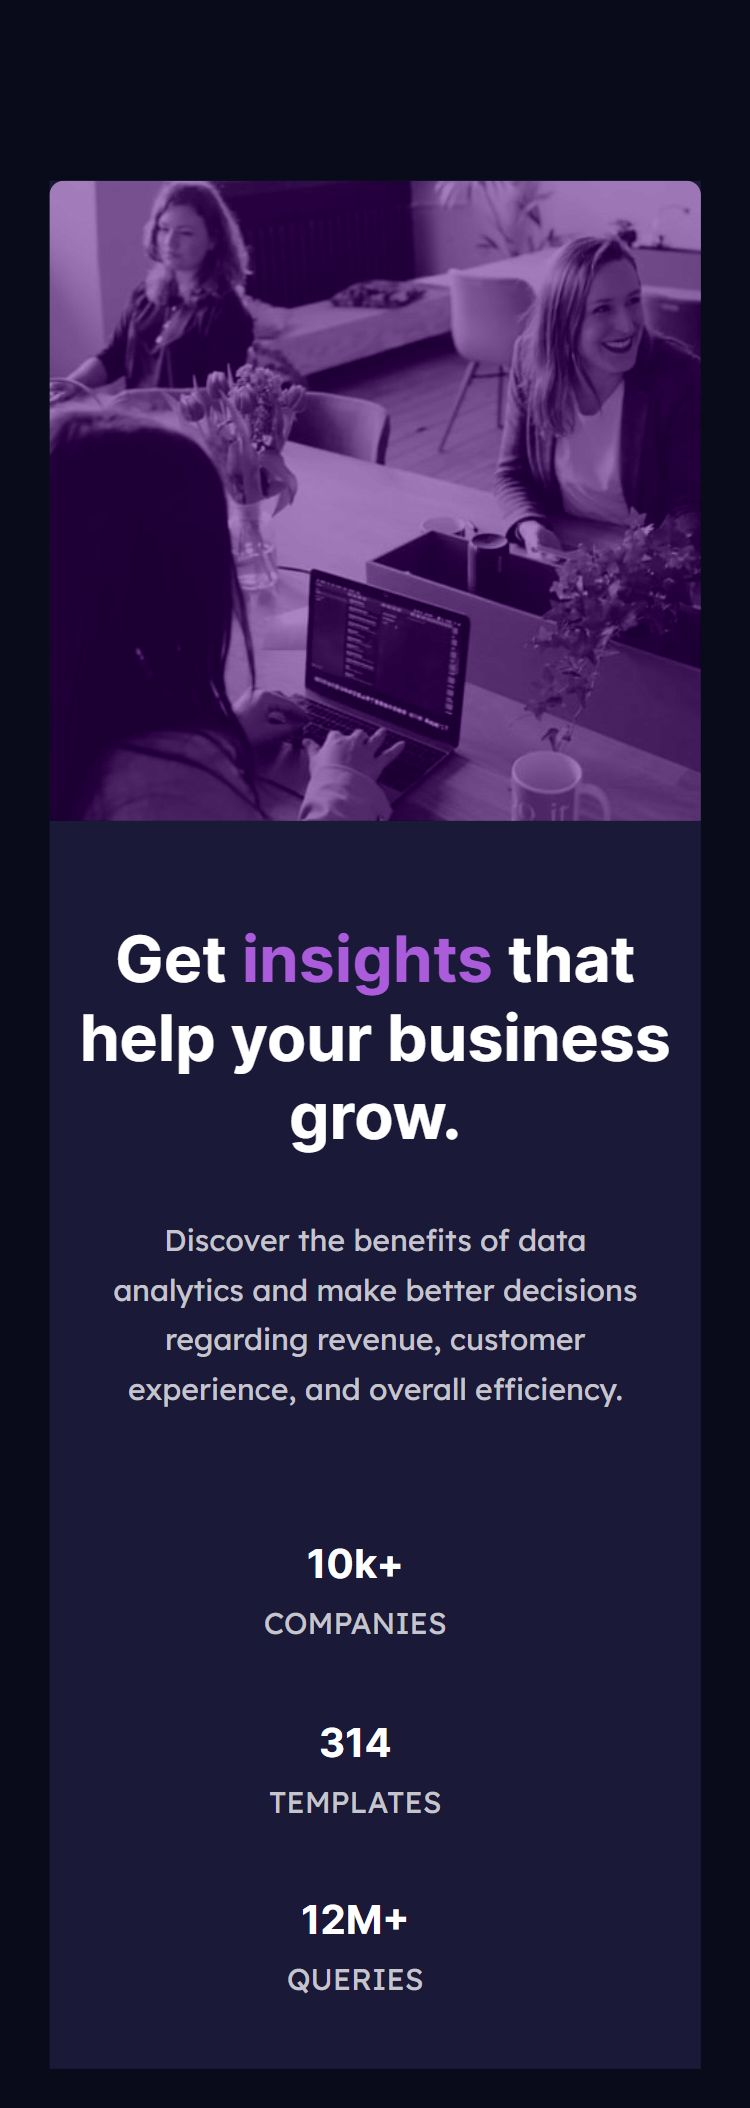 Get insights that
help your business
grow.
Discover the benefits of data
analytics and make better decisions
regarding revenue, customer
experience, and overall efficiency.
10k+
COMPANIES
314
TEMPLATES
12M+
QUERIES